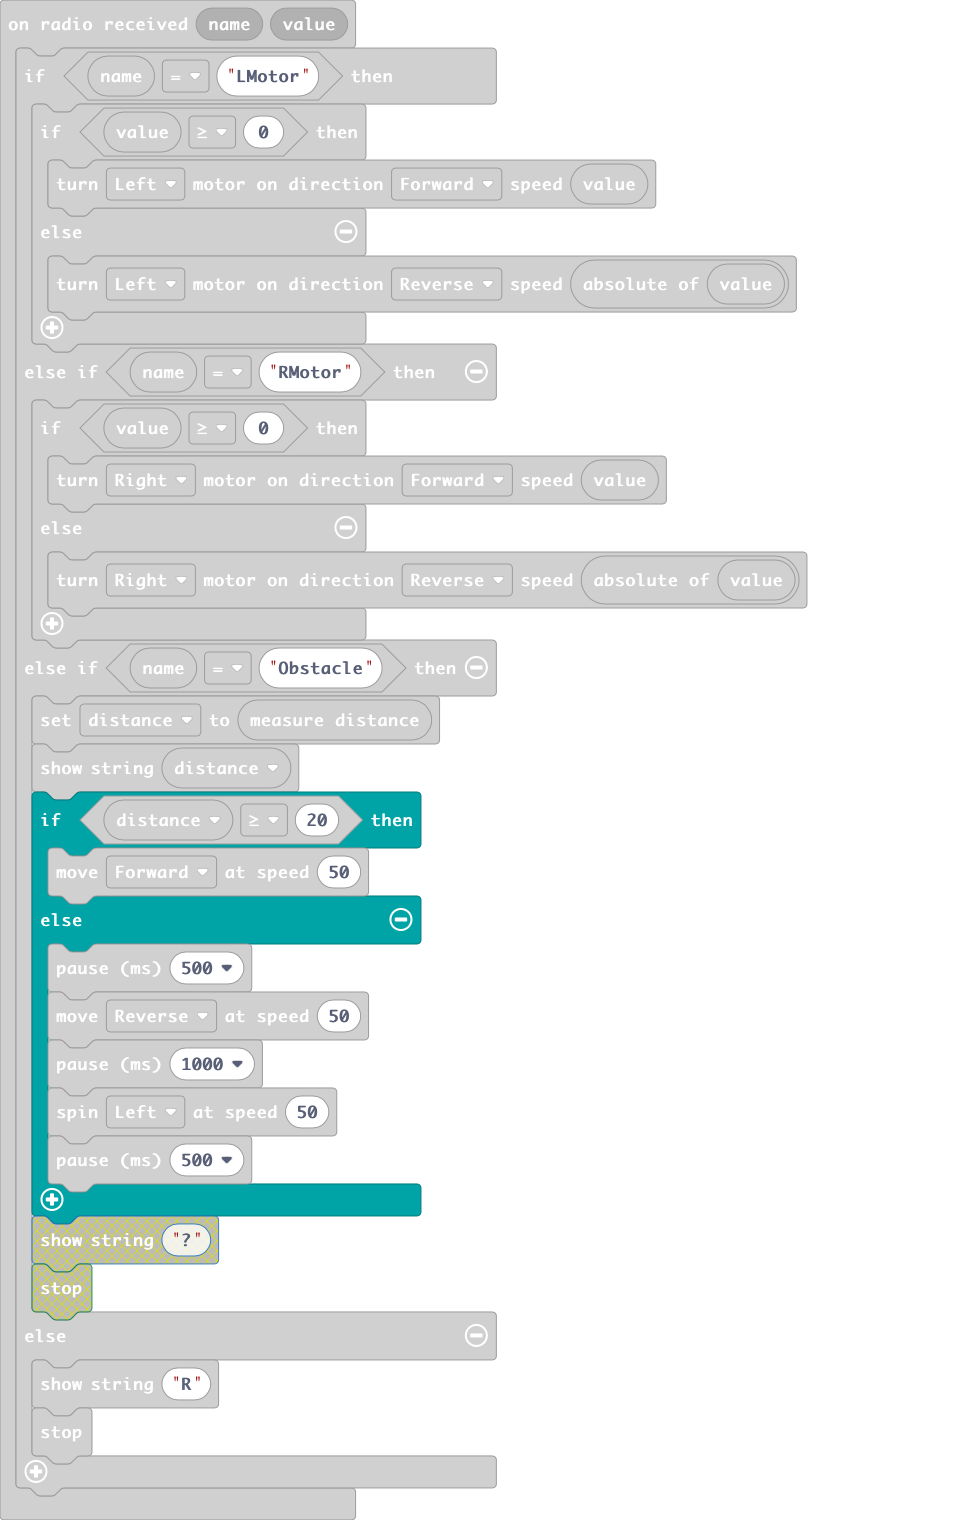 on radio received name value
if name = "LMotor" then
if value ≥ 0 then
turn Left motor on direction Forward speed value
else
turn Left motor on direction Reverse speed absolute of value
else if name = "RMotor" then
if value ≥ 0 then
turn Right motor on direction Forward speed value
else
turn Right motor on direction Reverse speed absolute of value
else if name = "Obstacle" then
set distance to measure distance
show string distance
if distance ≥ 20 then
move Forward at speed 50
else
pause (ms) 500
move Reverse at speed 50
pause (ms) 1000
spin Left at speed 50
pause (ms) 500
show string "?"
stop
else
show string "R"
stop